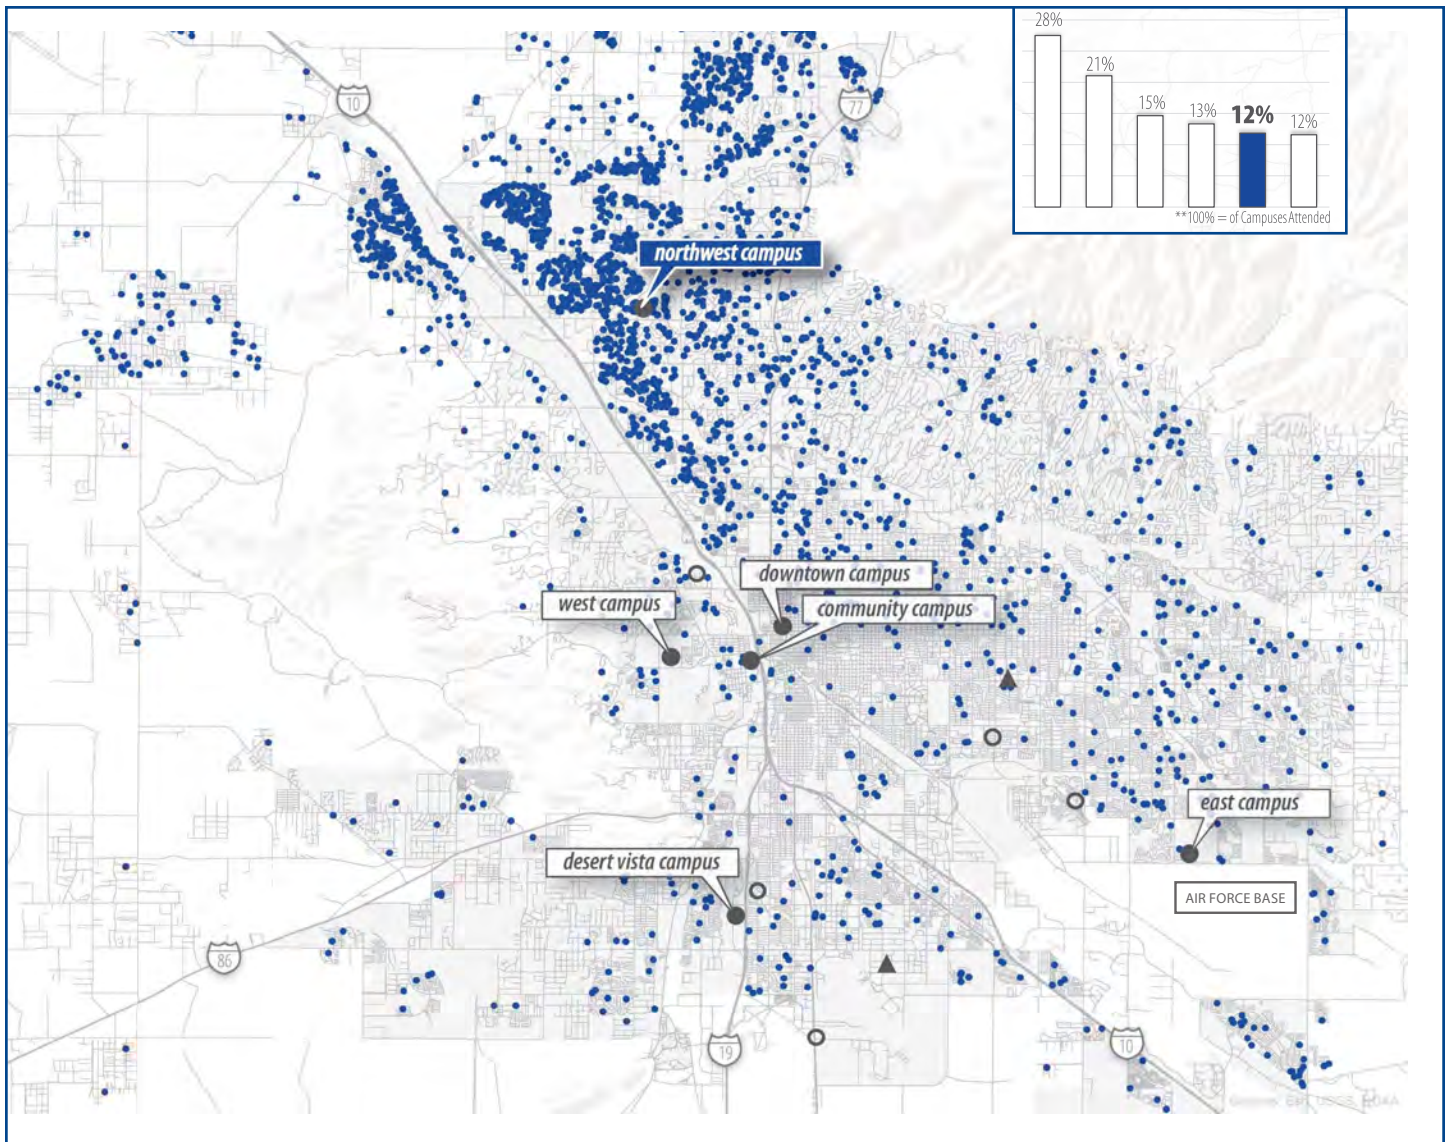 28%
21%
15%
13%
12%
12%
**100% = of Campuses Attended
10
77
northwest campus
downtown campus
west campus
community campus
east campus
desert vista campus
AIR FORCE BASE
86
19
10